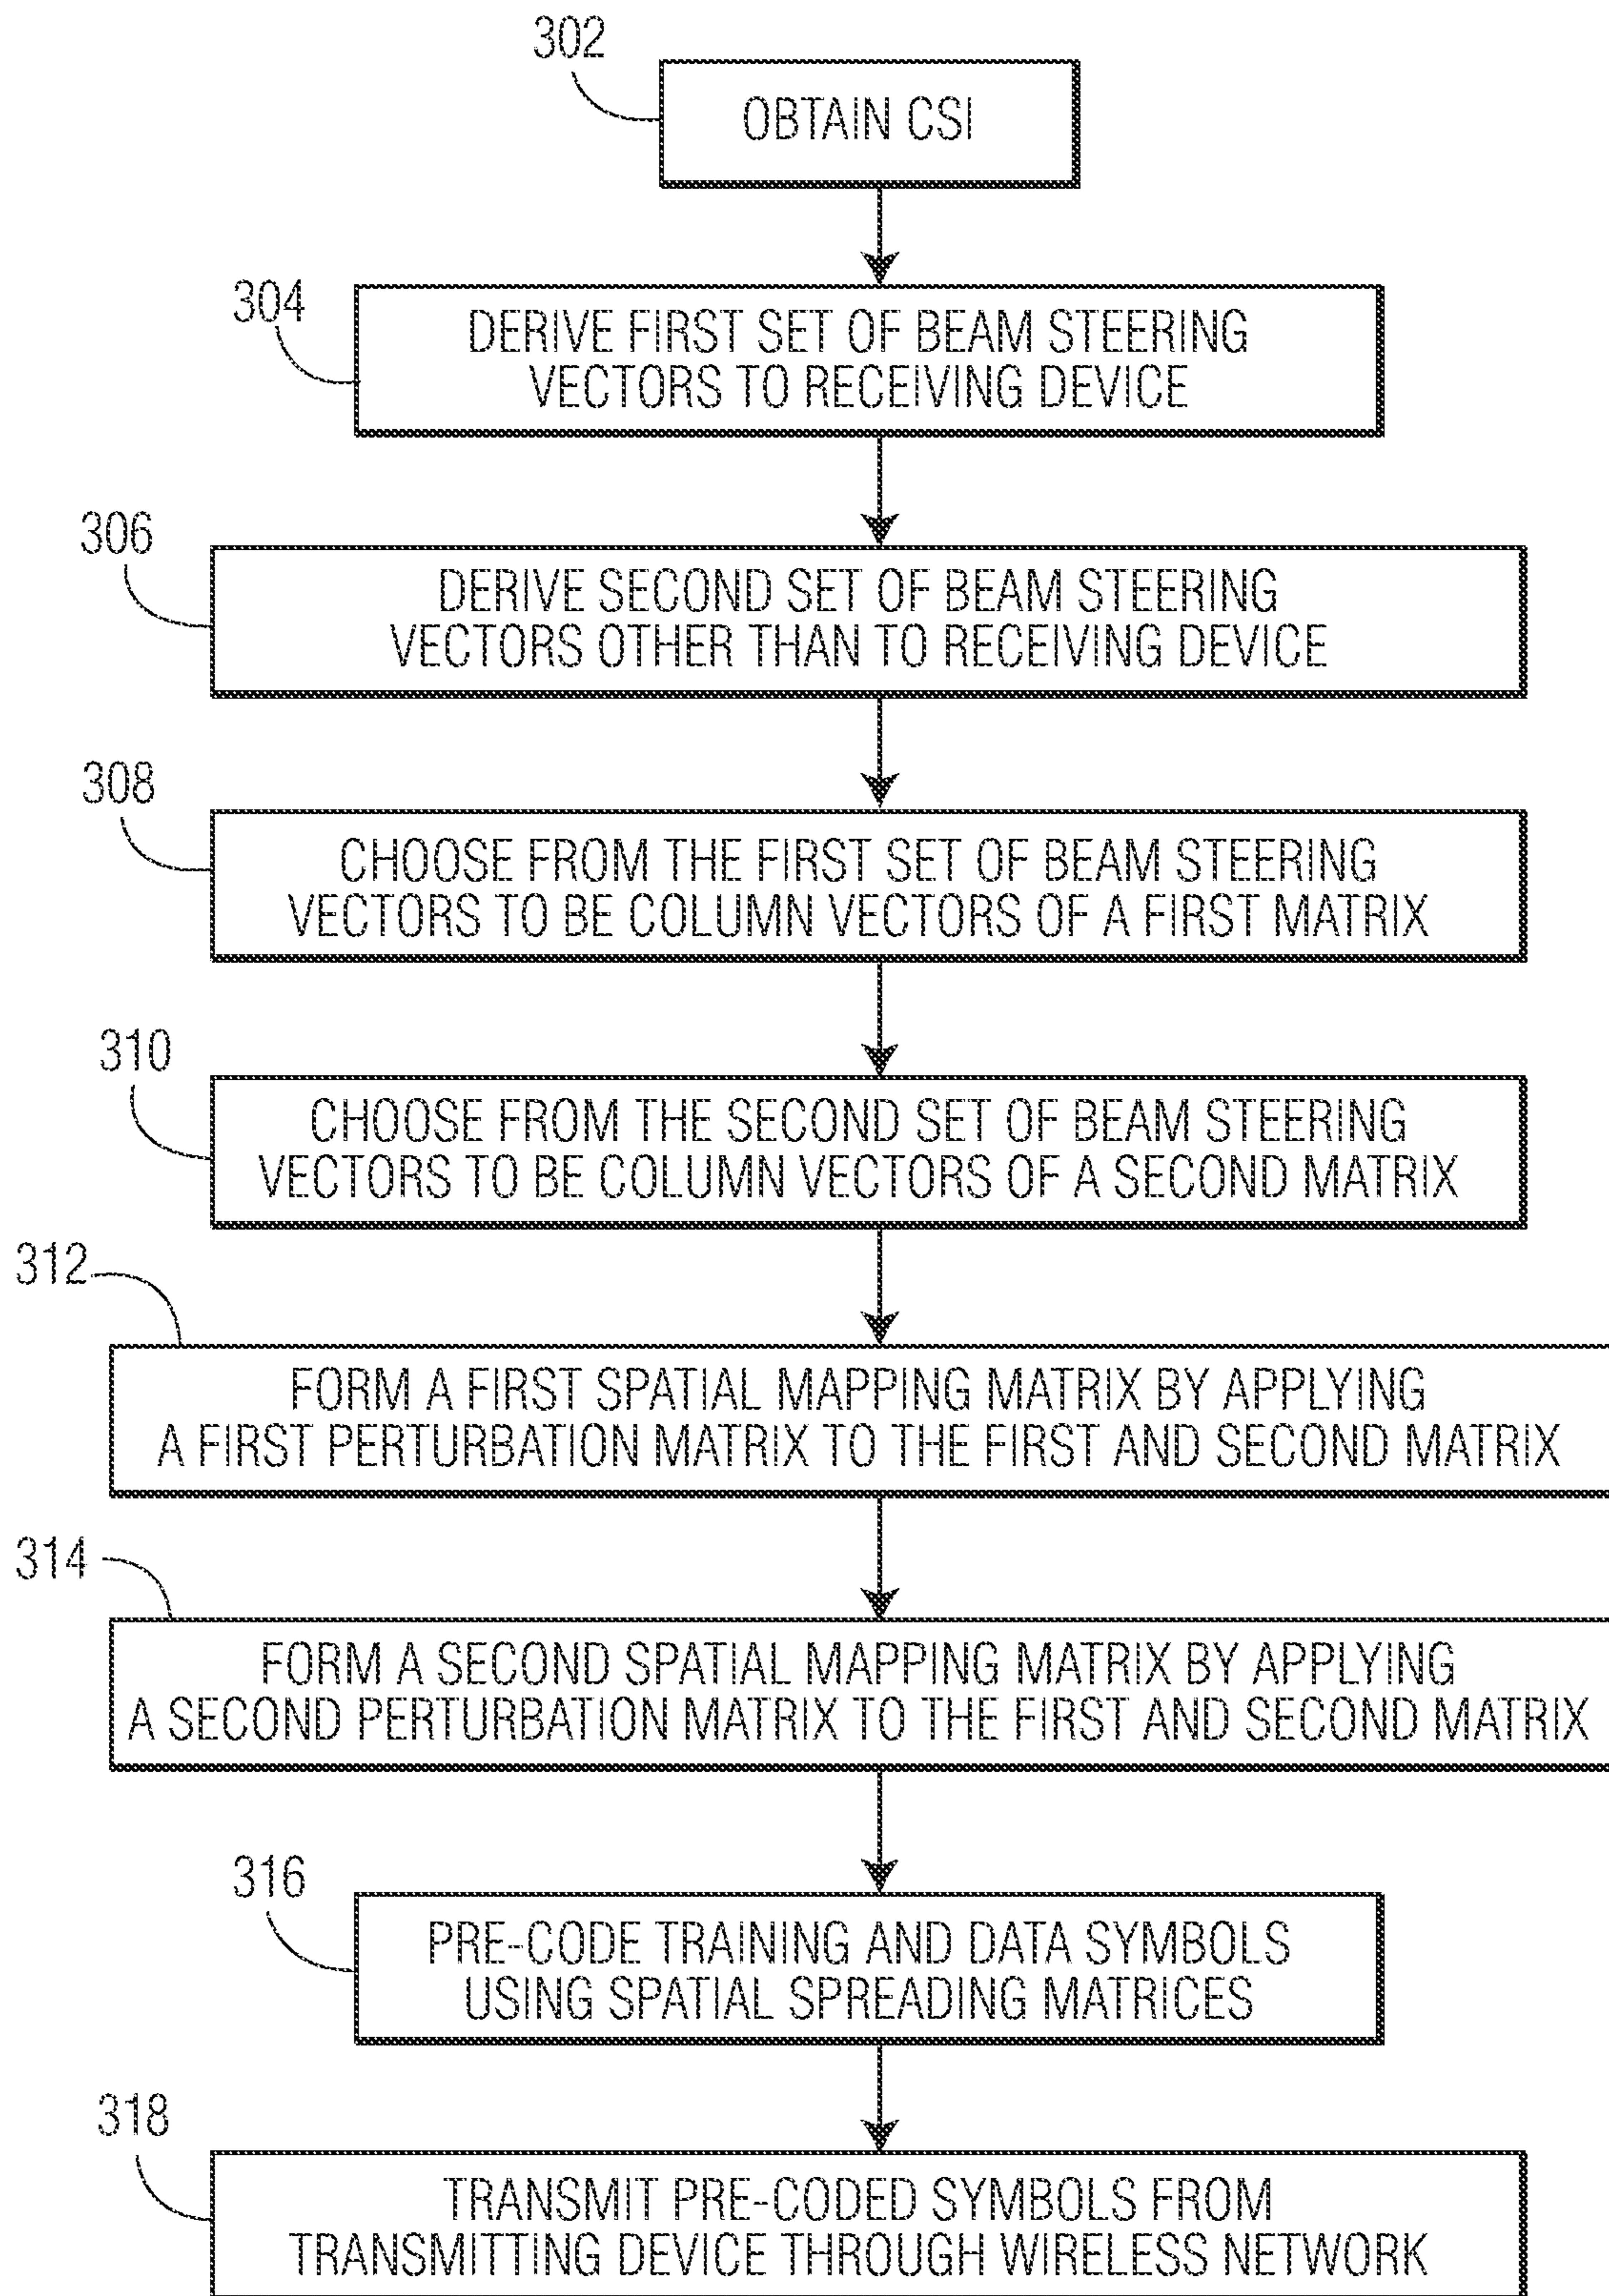 302
OBTAIN CSI
304
DERIVE FIRST SET OF BEAM STEERING
VECTORS TO RECEIVING DEVICE
306
DERIVE SECOND SET OF BEAM STEERING
VECTORS OTHER THAN TO RECEIVING DEVICE
308
CHOOSE FROM THE FIRST SET OF BEAM STEERING
VECTORS TO BE COLUMN VECTORS OF A FIRST MATRIX
310
CHOOSE FROM THE SECOND SET OF BEAM STEERING
VECTORS TO BE COLUMN VECTORS OF A SECOND MATRIX
312
FORM A FIRST SPATIAL MAPPING MATRIX BY APPLYING
A FIRST PERTURBATION MATRIX TO THE FIRST AND SECOND MATRIX
314
FORM A SECOND SPATIAL MAPPING MATRIX BY APPLYING
A SECOND PERTURBATION MATRIX TO THE FIRST AND SECOND MATRIX
316
PRE-CODE TRAINING AND DATA SYMBOLS
USING SPATIAL SPREADING MATRICES
318
TRANSMIT PRE-CODED SYMBOLS FROM
TRANSMITTING DEVICE THROUGH WIRELESS NETWORK